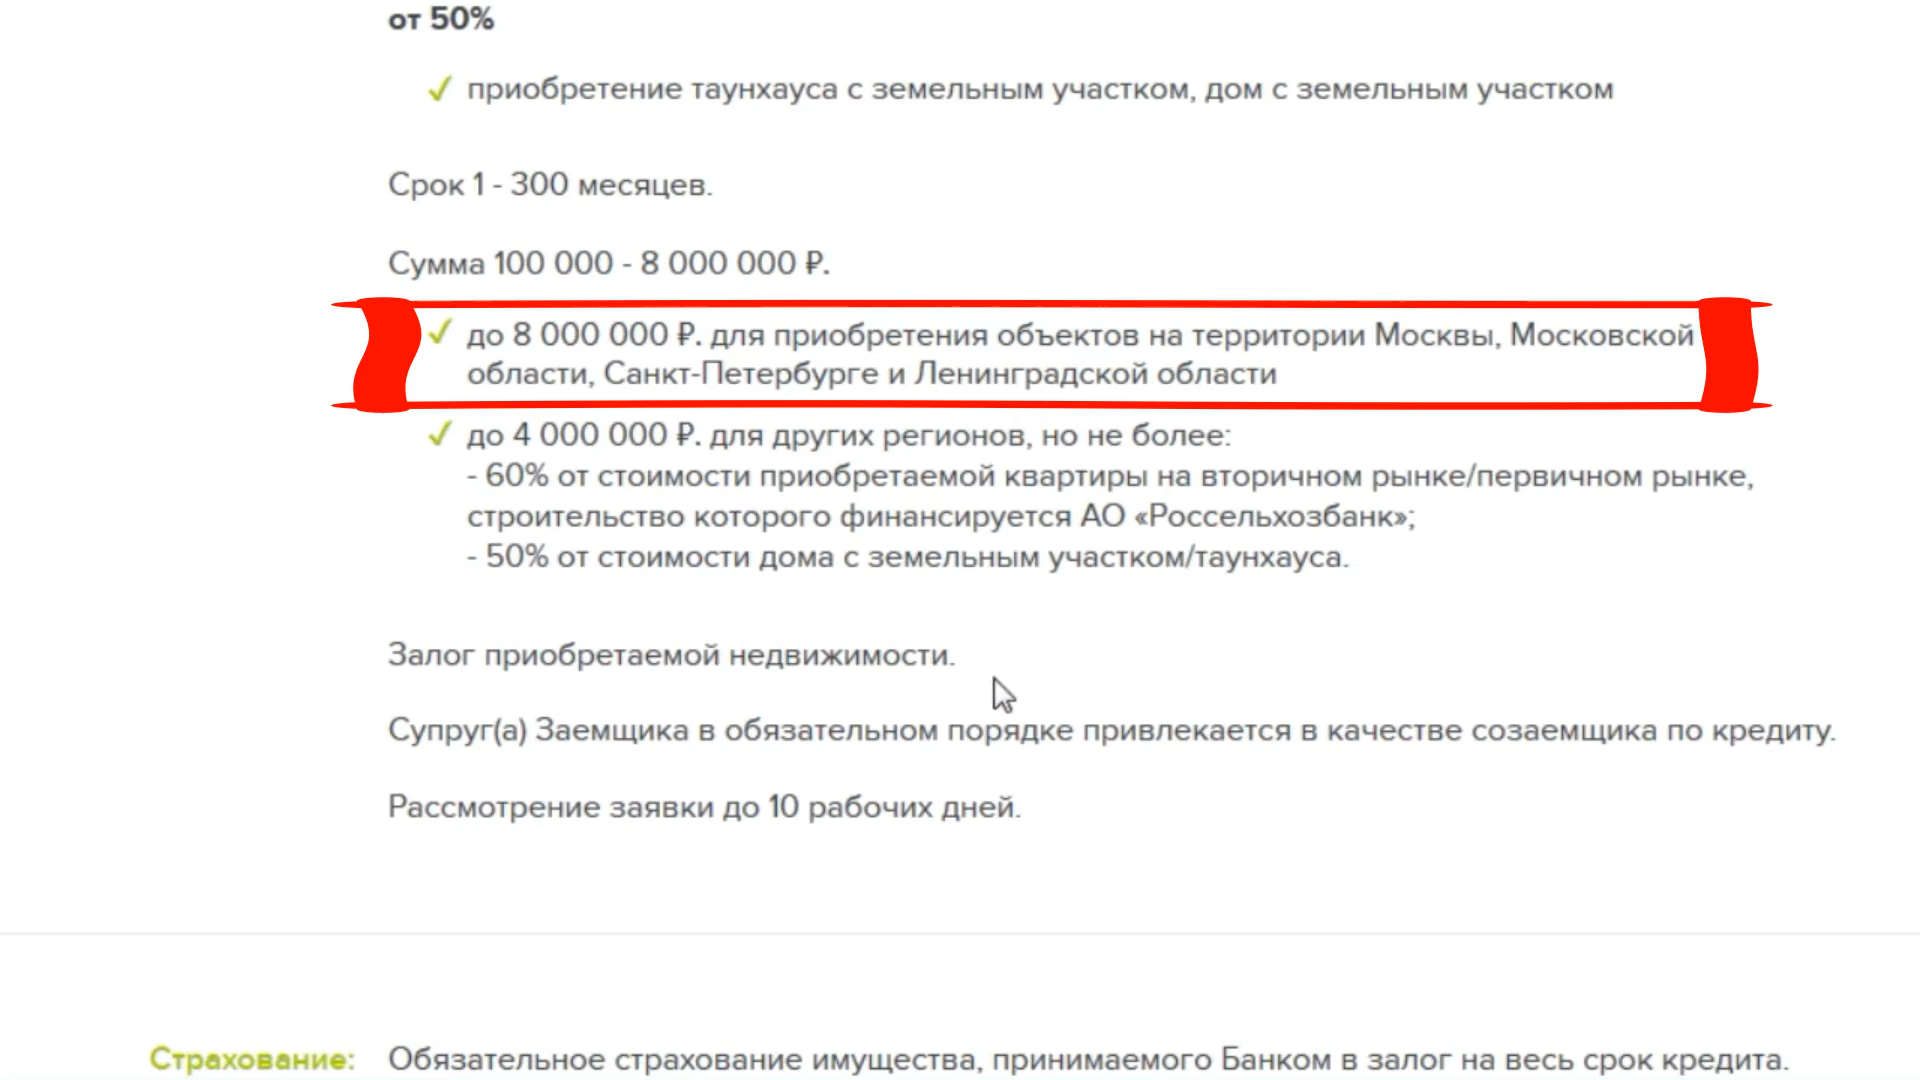 от 50%
приобретение таунхауса с земельным участком, дом с земельным участком
Срок 1 - 300 месяцев.
Сумма 100 000 - 8 000 000 ₽.
до 8 000 000 ₽. для приобретения объектов на территории Москвы, Московской
области, Санкт-Петербурге и Ленинградской области
до 4 000 000 ₽. для других регионов, но не более:
- 60% от стоимости приобретаемой квартиры на вторичном рынке/первичном рынке,
строительство которого финансируется АО «Россельхозбанк»;
- 50% от стоимости дома с земельным участком/таунхауса.
Залог приобретаемой недвижимости.
Супруг(а) Заемщика в обязательном порядке привлекается в качестве созаемщика по кредиту.
Рассмотрение заявки до 10 рабочих дней.
Страхование: Обязательное страхование имущества, принимаемого Банком в залог на весь срок кредита.